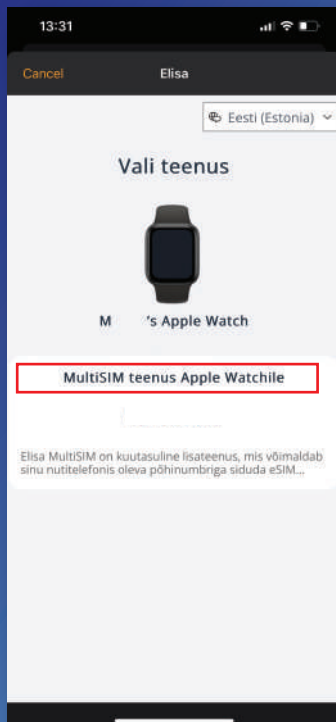 13:31
Cancel Elisa
Eesti (Estonia)
Vali teenus
M 's Apple Watch
MultiSIM teenus Apple Watchile
Elisa MultiSIM on kuutasuline lisateenus, mis võimaldab
sinu nutitelefonis oleva põhinumbriga siduda eSIM...